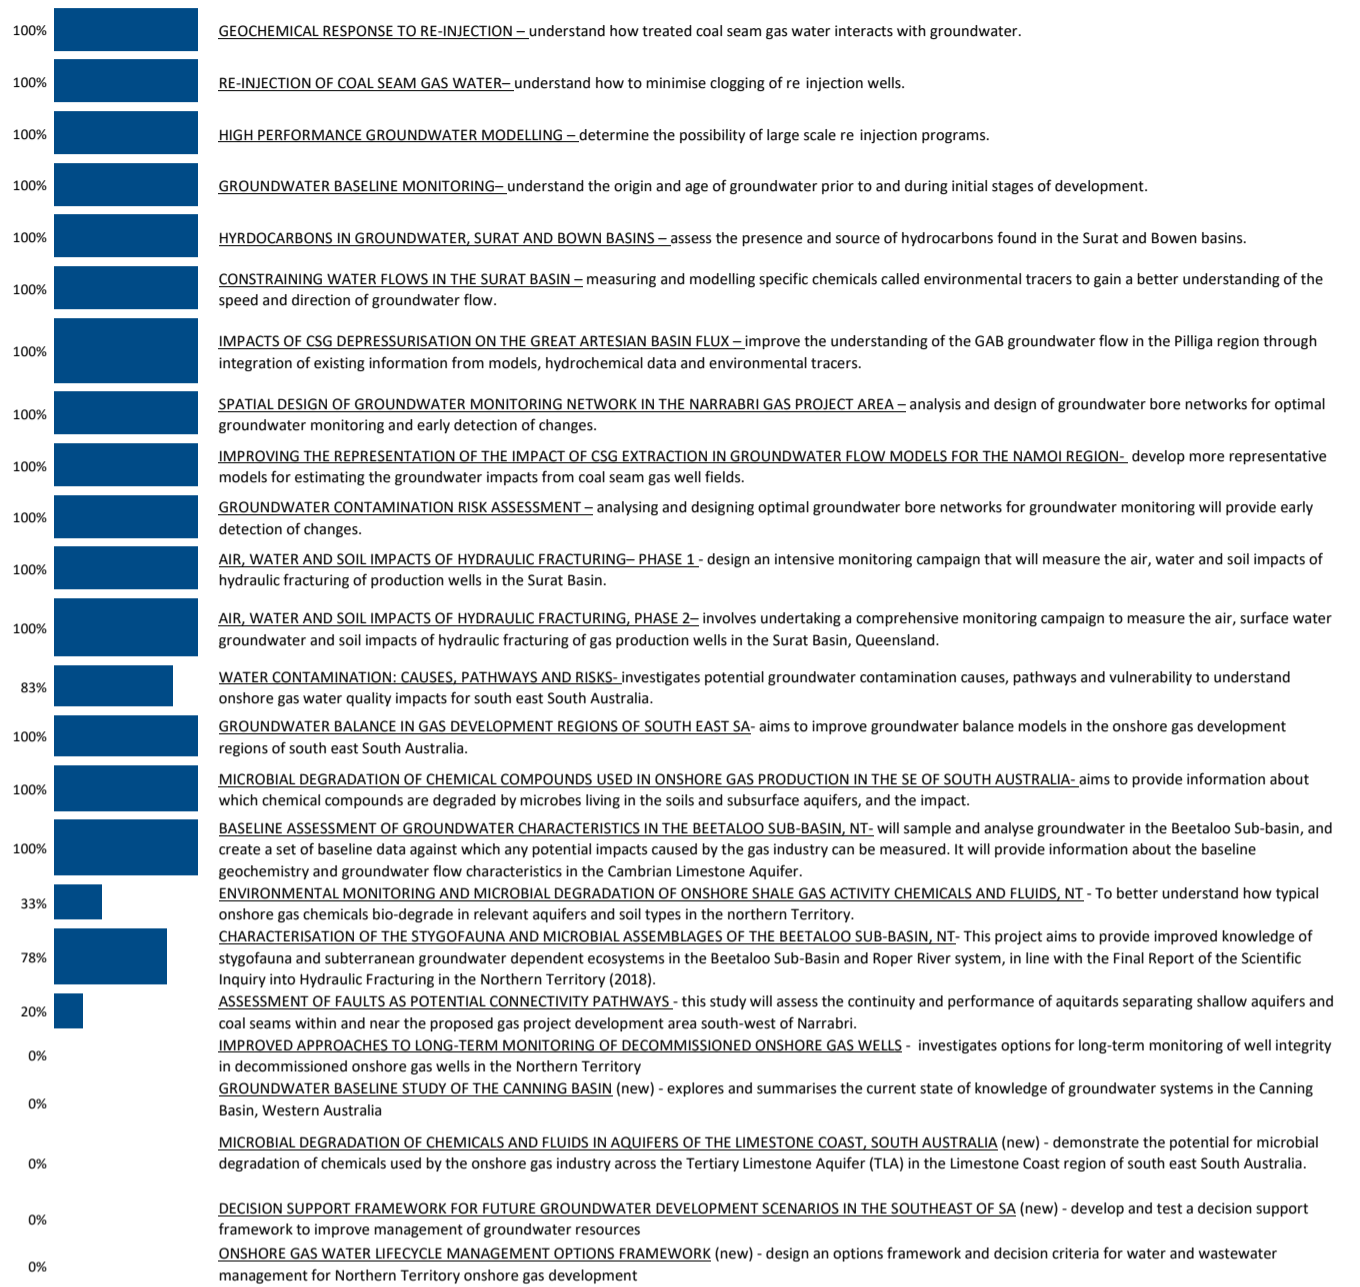 100% GEOCHEMICAL RESPONSE TO RE-INJECTION – understand how treated coal seam gas water interacts with groundwater.
100% RE-INJECTION OF COAL SEAM GAS WATER– understand how to minimise clogging of re injection wells.
100% HIGH PERFORMANCE GROUNDWATER MODELLING – determine the possibility of large scale re injection programs.
100% GROUNDWATER BASELINE MONITORING– understand the origin and age of groundwater prior to and during initial stages of development.
100% HYRDOCARBONS IN GROUNDWATER, SURAT AND BOWN BASINS – assess the presence and source of hydrocarbons found in the Surat and Bowen basins.
100% CONSTRAINING WATER FLOWS IN THE SURAT BASIN – measuring and modelling specific chemicals called environmental tracers to gain a better understanding of the
speed and direction of groundwater flow.
100% IMPACTS OF CSG DEPRESSURISATION ON THE GREAT ARTESIAN BASIN FLUX – improve the understanding of the GAB groundwater flow in the Pilliga region through
integration of existing information from models, hydrochemical data and environmental tracers.
100% SPATIAL DESIGN OF GROUNDWATER MONITORING NETWORK IN THE NARRABRI GAS PROJECT AREA – analysis and design of groundwater bore networks for optimal
groundwater monitoring and early detection of changes.
100% IMPROVING THE REPRESENTATION OF THE IMPACT OF CSG EXTRACTION IN GROUNDWATER FLOW MODELS FOR THE NAMOI REGION- develop more representative
models for estimating the groundwater impacts from coal seam gas well fields.
100% GROUNDWATER CONTAMINATION RISK ASSESSMENT – analysing and designing optimal groundwater bore networks for groundwater monitoring will provide early
detection of changes.
100% AIR, WATER AND SOIL IMPACTS OF HYDRAULIC FRACTURING– PHASE 1 - design an intensive monitoring campaign that will measure the air, water and soil impacts of
hydraulic fracturing of production wells in the Surat Basin.
100% AIR, WATER AND SOIL IMPACTS OF HYDRAULIC FRACTURING, PHASE 2– involves undertaking a comprehensive monitoring campaign to measure the air, surface water
groundwater and soil impacts of hydraulic fracturing of gas production wells in the Surat Basin, Queensland.
83% WATER CONTAMINATION: CAUSES, PATHWAYS AND RISKS- investigates potential groundwater contamination causes, pathways and vulnerability to understand
onshore gas water quality impacts for south east South Australia.
100% GROUNDWATER BALANCE IN GAS DEVELOPMENT REGIONS OF SOUTH EAST SA- aims to improve groundwater balance models in the onshore gas development
regions of south east South Australia.
100% MICROBIAL DEGRADATION OF CHEMICAL COMPOUNDS USED IN ONSHORE GAS PRODUCTION IN THE SE OF SOUTH AUSTRALIA- aims to provide information about
which chemical compounds are degraded by microbes living in the soils and subsurface aquifers, and the impact.
100% BASELINE ASSESSMENT OF GROUNDWATER CHARACTERISTICS IN THE BEETALOO SUB-BASIN, NT- will sample and analyse groundwater in the Beetaloo Sub-basin, and
create a set of baseline data against which any potential impacts caused by the gas industry can be measured. It will provide information about the baseline
geochemistry and groundwater flow characteristics in the Cambrian Limestone Aquifer.
33% ENVIRONMENTAL MONITORING AND MICROBIAL DEGRADATION OF ONSHORE SHALE GAS ACTIVITY CHEMICALS AND FLUIDS, NT - To better understand how typical
onshore gas chemicals bio-degrade in relevant aquifers and soil types in the northern Territory.
78% CHARACTERISATION OF THE STYGOFAUNA AND MICROBIAL ASSEMBLAGES OF THE BEETALOO SUB-BASIN, NT- This project aims to provide improved knowledge of
stygofauna and subterranean groundwater dependent ecosystems in the Beetaloo Sub-Basin and Roper River system, in line with the Final Report of the Scientific
Inquiry into Hydraulic Fracturing in the Northern Territory (2018).
20% ASSESSMENT OF FAULTS AS POTENTIAL CONNECTIVITY PATHWAYS - this study will assess the continuity and performance of aquitards separating shallow aquifers and
coal seams within and near the proposed gas project development area south-west of Narrabri.
0% IMPROVED APPROACHES TO LONG-TERM MONITORING OF DECOMMISSIONED ONSHORE GAS WELLS - investigates options for long-term monitoring of well integrity
in decommissioned onshore gas wells in the Northern Territory
0% GROUNDWATER BASELINE STUDY OF THE CANNING BASIN (new) - explores and summarises the current state of knowledge of groundwater systems in the Canning
Basin, Western Australia
0% MICROBIAL DEGRADATION OF CHEMICALS AND FLUIDS IN AQUIFERS OF THE LIMESTONE COAST, SOUTH AUSTRALIA (new) - demonstrate the potential for microbial
degradation of chemicals used by the onshore gas industry across the Tertiary Limestone Aquifer (TLA) in the Limestone Coast region of south east South Australia.
0% DECISION SUPPORT FRAMEWORK FOR FUTURE GROUNDWATER DEVELOPMENT SCENARIOS IN THE SOUTHEAST OF SA (new) - develop and test a decision support
framework to improve management of groundwater resources
0% ONSHORE GAS WATER LIFECYCLE MANAGEMENT OPTIONS FRAMEWORK (new) - design an options framework and decision criteria for water and wastewater
management for Northern Territory onshore gas development